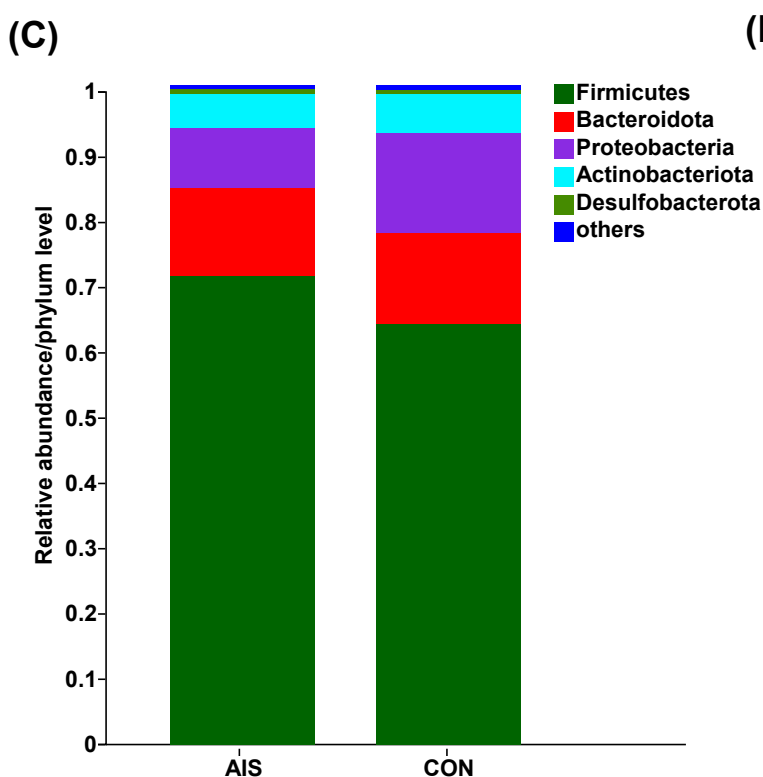 (C)
Relative abundance/phylum level
1
0.9
0.8
0.7
0.6
0.5
0.4
0.3
0.2
0.1
0
AIS
CON
Firmicutes
Bacteroidota
Proteobacteria
Actinobacteriota
Desulfobacterota
others